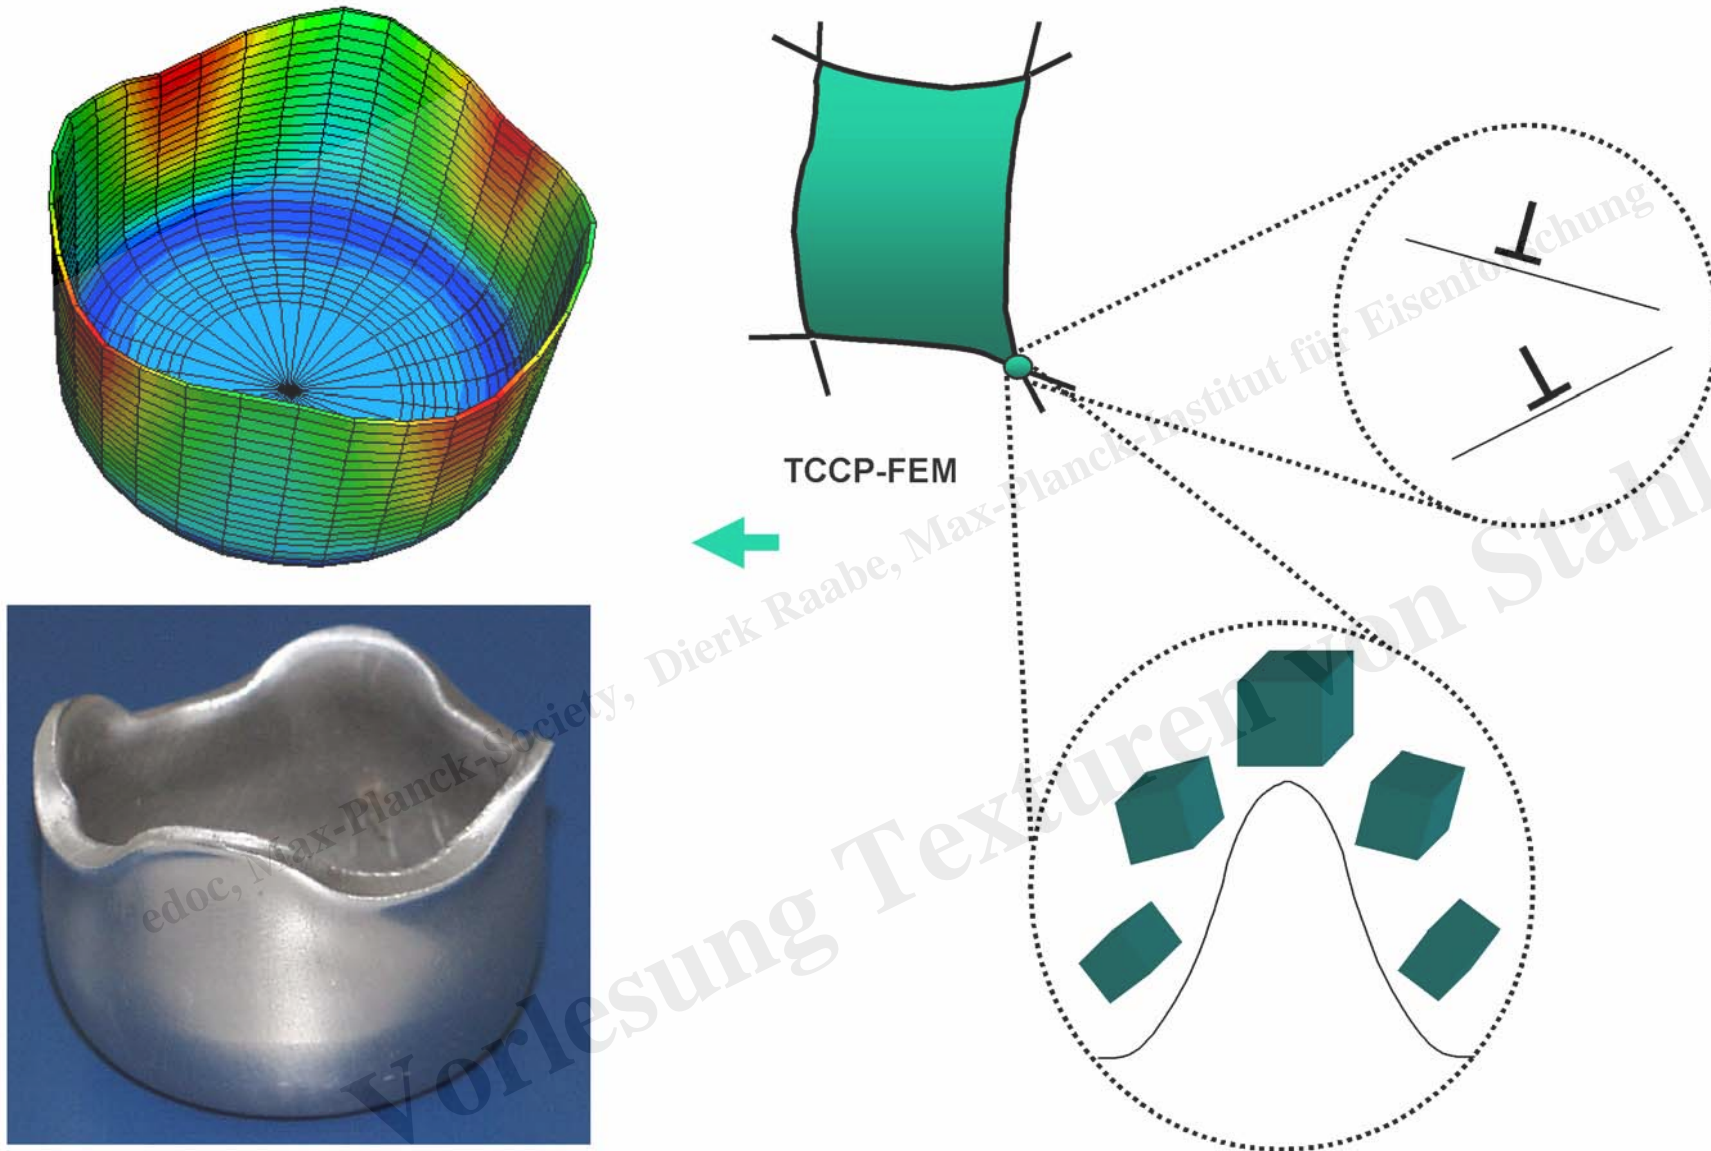 TCCP-FEM
edoc, Max-Planck-Society, Dierk Raabe, Max-Planck-Institut für Eisenforschung
Vorlesung Texturen von Stahl